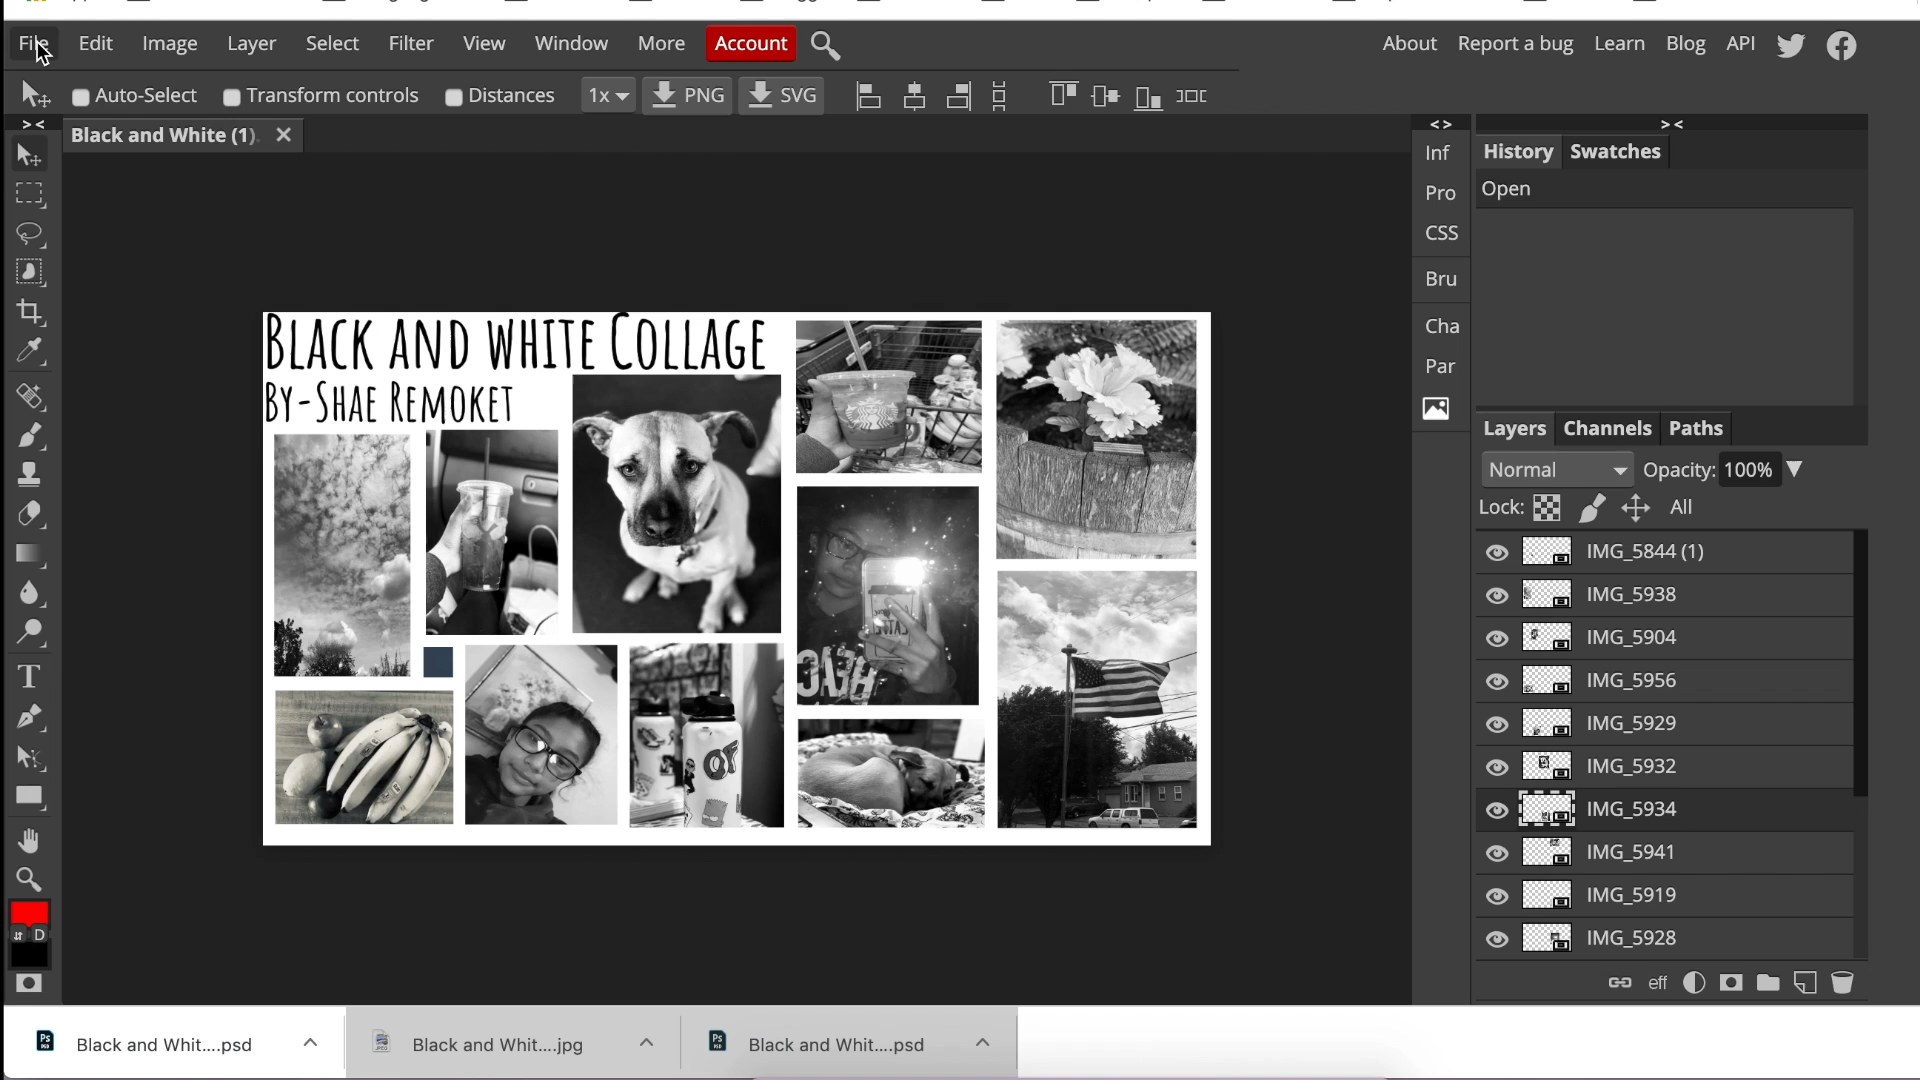 File Edit Image Layer Select Filter View Window More Account About Report a bug Learn Blog API
Auto-Select Transform controls Distances 1x PNG SVG
> < Black and White (1) < > > <
Inf History Swatches
Pro Open
CSS
Bru
Cha
Par
BLACK AND WHITE COLLAGE
BY-SHAE REMOKET
Layers Channels Paths
Normal Opacity: 100%
Lock: All
IMG_5844 (1)
IMG_5938
IMG_5904
IMG_5956
IMG_5929
IMG_5932
IMG_5934
IMG_5941
IMG_5919
IMG_5928
T
D
eff
Black and Whit....psd Black and Whit....jpg Black and Whit....psd